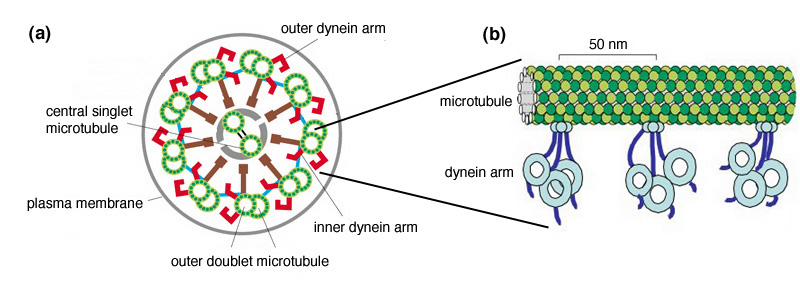 (a)
outer dynein arm
central singlet
microtubule
plasma membrane
inner dynein arm
outer doublet microtubule
(b)
50 nm
microtubule
dynein arm